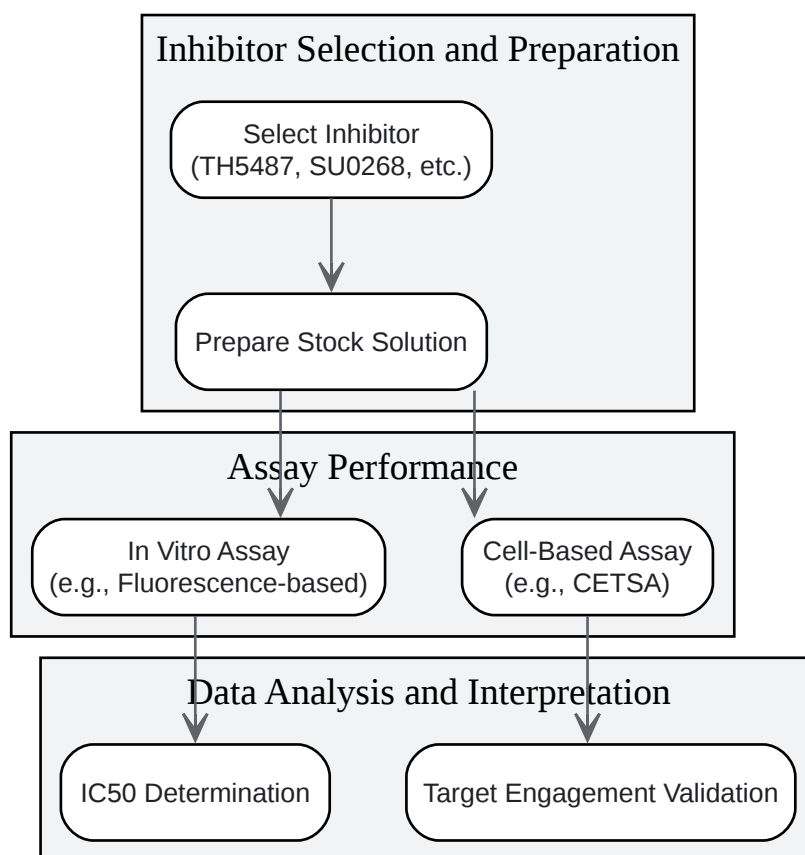 Inhibitor Selection and Preparation
Select Inhibitor
(TH5487, SU0268, etc.)
Prepare Stock Solution
Assay Performance
In Vitro Assay
(e.g., Fluorescence-based)
Cell-Based Assay
(e.g., CETSA)
Data Analysis and Interpretation
IC50 Determination
Target Engagement Validation